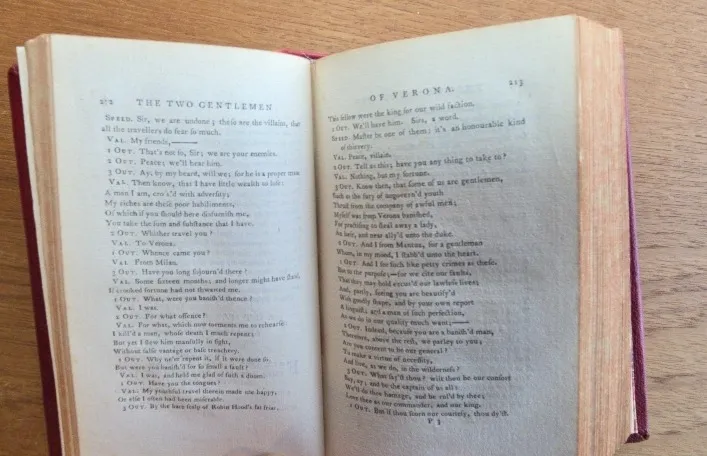 212 THE TWO GENTLEMEN
SPEED. Sir, we are undone; theſe are the villains, that
all the travellers do fear ſo much.
VAL. My friends,———
1 OUT. That's not ſo, Sir; we are your enemies.
2 OUT. Peace; we'll hear him.
3 OUT. Ay, by my beard, will we; for he is a proper man.
VAL. Then know, that I have little wealth to loſe:
A man I am, croſs'd with adverſity;
My riches are theſe poor habiliments,
Of which if you ſhould here disfurniſh me,
You take the ſum and ſubſtance that I have.
2 OUT. Whither travel you?
VAL. To Verona.
1 OUT. Whence came you?
VAL. From Milan.
3 OUT. Have you long ſojourn'd there?
VAL. Some ſixteen months; and longer might have ſtaid,
If crooked fortune had not thwarted me.
1 OUT. What, were you baniſh'd thence?
VAL. I was.
2 OUT. For what offence?
VAL. For what, which now torments me to rehearſe:
I kill'd a man, whoſe death I much repent;
But yet I ſlew him manfully in fight,
Without falſe vantage or baſe treachery.
1 OUT. Why ne'er repent it, if it were done ſo.
But were you baniſh'd for ſo ſmall a fault?
VAL. I was, and held me glad of ſuch a doom.
1 OUT. Have you the tongues?
VAL. My youthful travel therein made me happy,
Or elſe I often had been miſerable.
3 OUT. By the bare ſcalp of Robin Hood's fat friar,
OF VERONA. 213
This fellow were the king for our wild faction.
1 OUT. We'll have him. Sirs, a word.
SPEED. Maſter be one of them: it's an honourable kind
of thievery.
VAL. Peace, villain.
2 OUT. Tell us this; have you any thing to take to?
VAL. Nothing, but my fortune.
3 OUT. Know then, that ſome of us are gentlemen,
Such as the fury of ungovern'd youth
Thruſt from the company of awful men;
Myſelf was from Verona baniſhed,
For practiſing to ſteal away a lady,
An heir, and near ally'd unto the duke.
2 OUT. And I from Mantua, for a gentleman
Whom, in my mood, I ſtabb'd unto the heart.
1 OUT. And I for ſuch like petty crimes as theſe.
But to the purpoſe;—for we cite our faults,
That they may hold excus'd our lawleſs lives;
And, partly, ſeeing you are beautify'd
With goodly ſhape, and by your own report
A linguiſt, and a man of ſuch perfection,
As we do in our quality much want;———
2 OUT. Indeed, becauſe you are a baniſh'd man,
Therefore, above the reſt, we parley to you;
Are you content to be our general?
To make a virtue of neceſſity,
And live, as we do, in the wilderneſs?
3 OUT. What ſay'ſt thou? wilt thou be our conſort?
Say, ay, and be the captain of us all:
We'll do thee homage, and be rul'd by thee;
Love thee as our commander, and our king.
1 OUT. But if thou ſcorn our courteſy, thou dy'ſt.
P 3